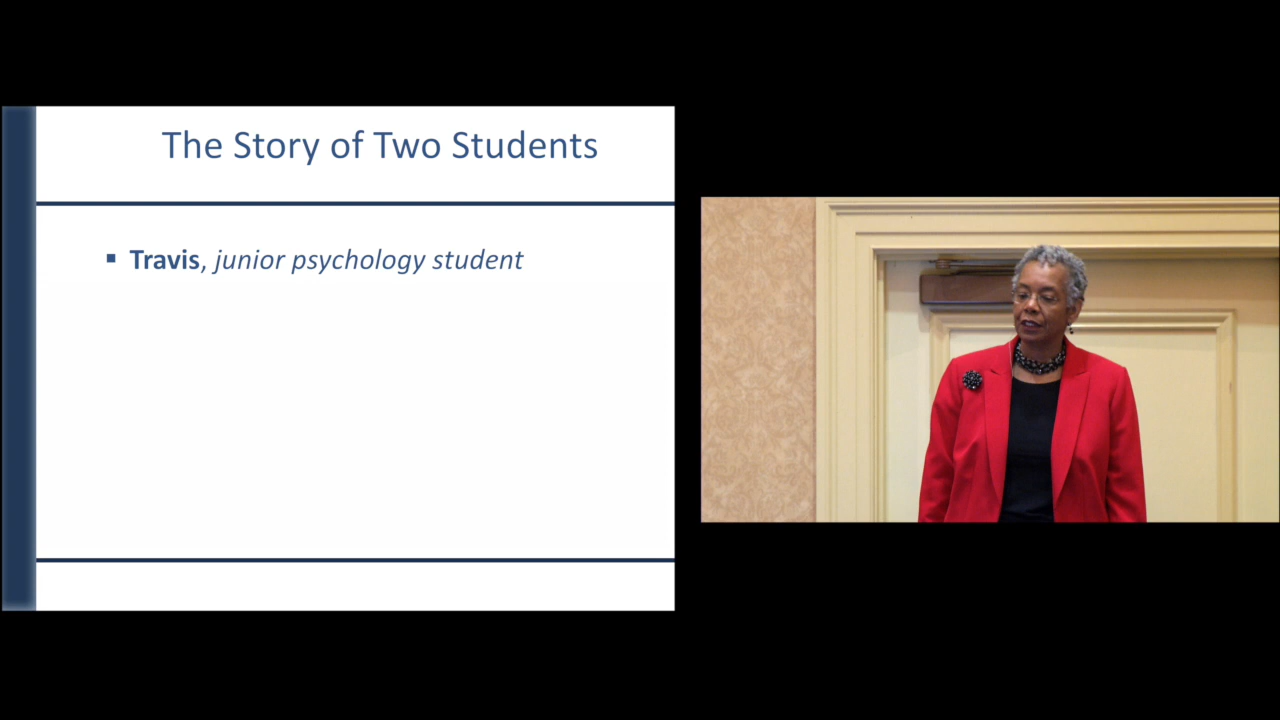 The Story of Two Students
▪ Travis, junior psychology student